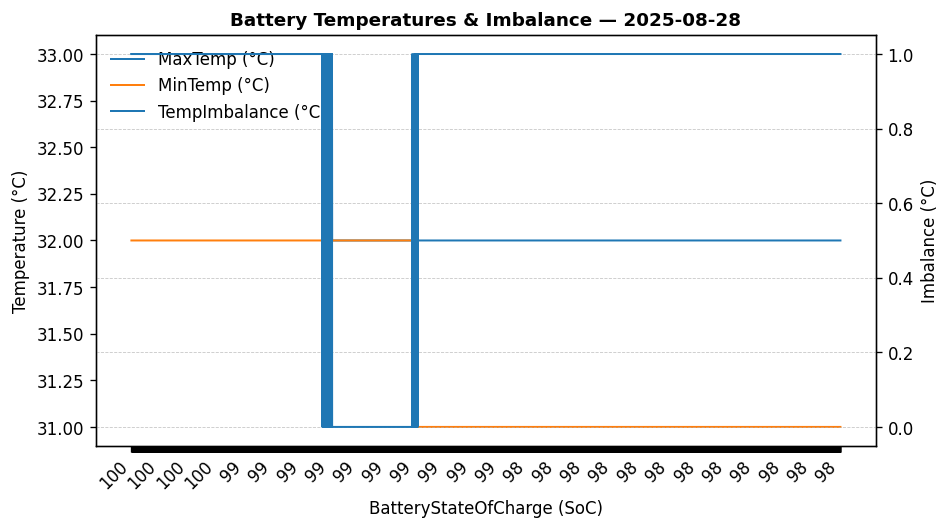 Battery Temperatures & Imbalance — 2025-08-28
33.00
32.75
32.50
32.25
32.00
31.75
31.50
31.25
31.00
Temperature (°C)
MaxTemp (°C)
MinTemp (°C)
TempImbalance (°C
1.0
0.8
0.6
0.4
0.2
0.0
Imbalance (°C)
100 100 100 100 99 99 99 99 99 99 99 99 99 98 98 98 98 98 98 98 98 98 98 98 98 98
BatteryStateOfCharge (SoC)